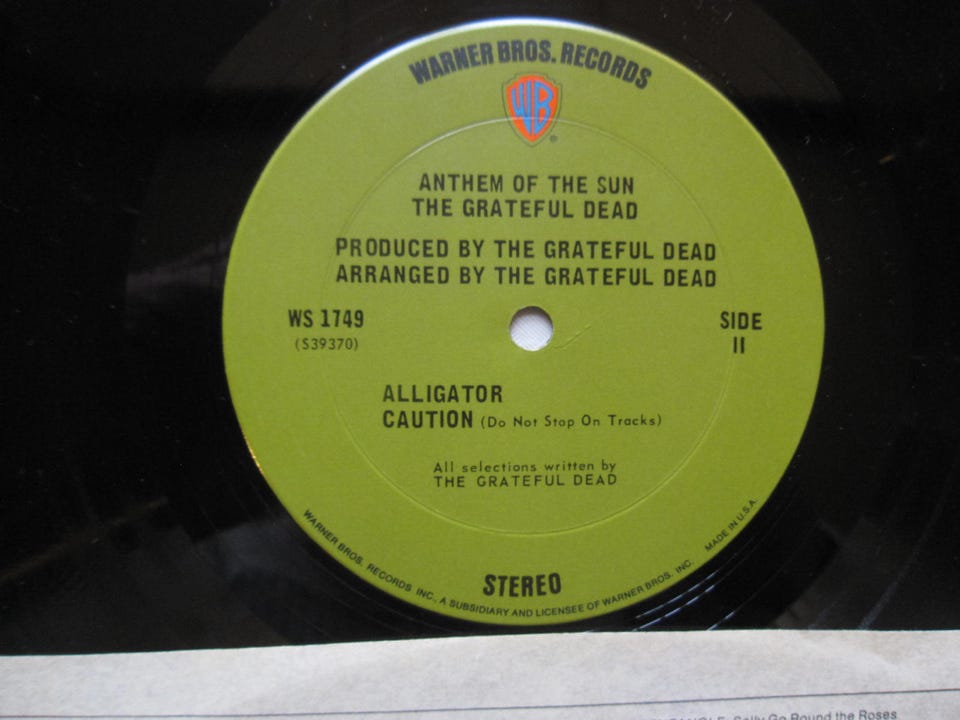 WARNER BROS. RECORDS
WB
ANTHEM OF THE SUN
THE GRATEFUL DEAD
PRODUCED BY THE GRATEFUL DEAD
ARRANGED BY THE GRATEFUL DEAD
WS 1749
(S39370)
SIDE
II
ALLIGATOR
CAUTION (Do Not Stop On Tracks)
All selections written by
THE GRATEFUL DEAD
STEREO
WARNER BROS. RECORDS INC., A SUBSIDIARY AND LICENSEE OF WARNER BROS. INC. MADE IN U.S.A.
Sally Go Round the Roses